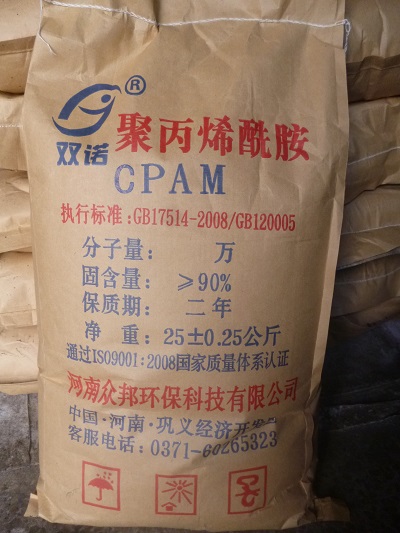 ®
双诺
聚丙烯酰胺
CPAM
执行标准:GB17514-2008/GB120005
分子量: 万
固含量: ≥90%
保质期: 二年
净 重: 25±0.25公斤
通过ISO9001:2008国家质量体系认证
河南众邦环保科技有限公司
中国·河南·巩义经济开发
客服电话: 0371-66265323